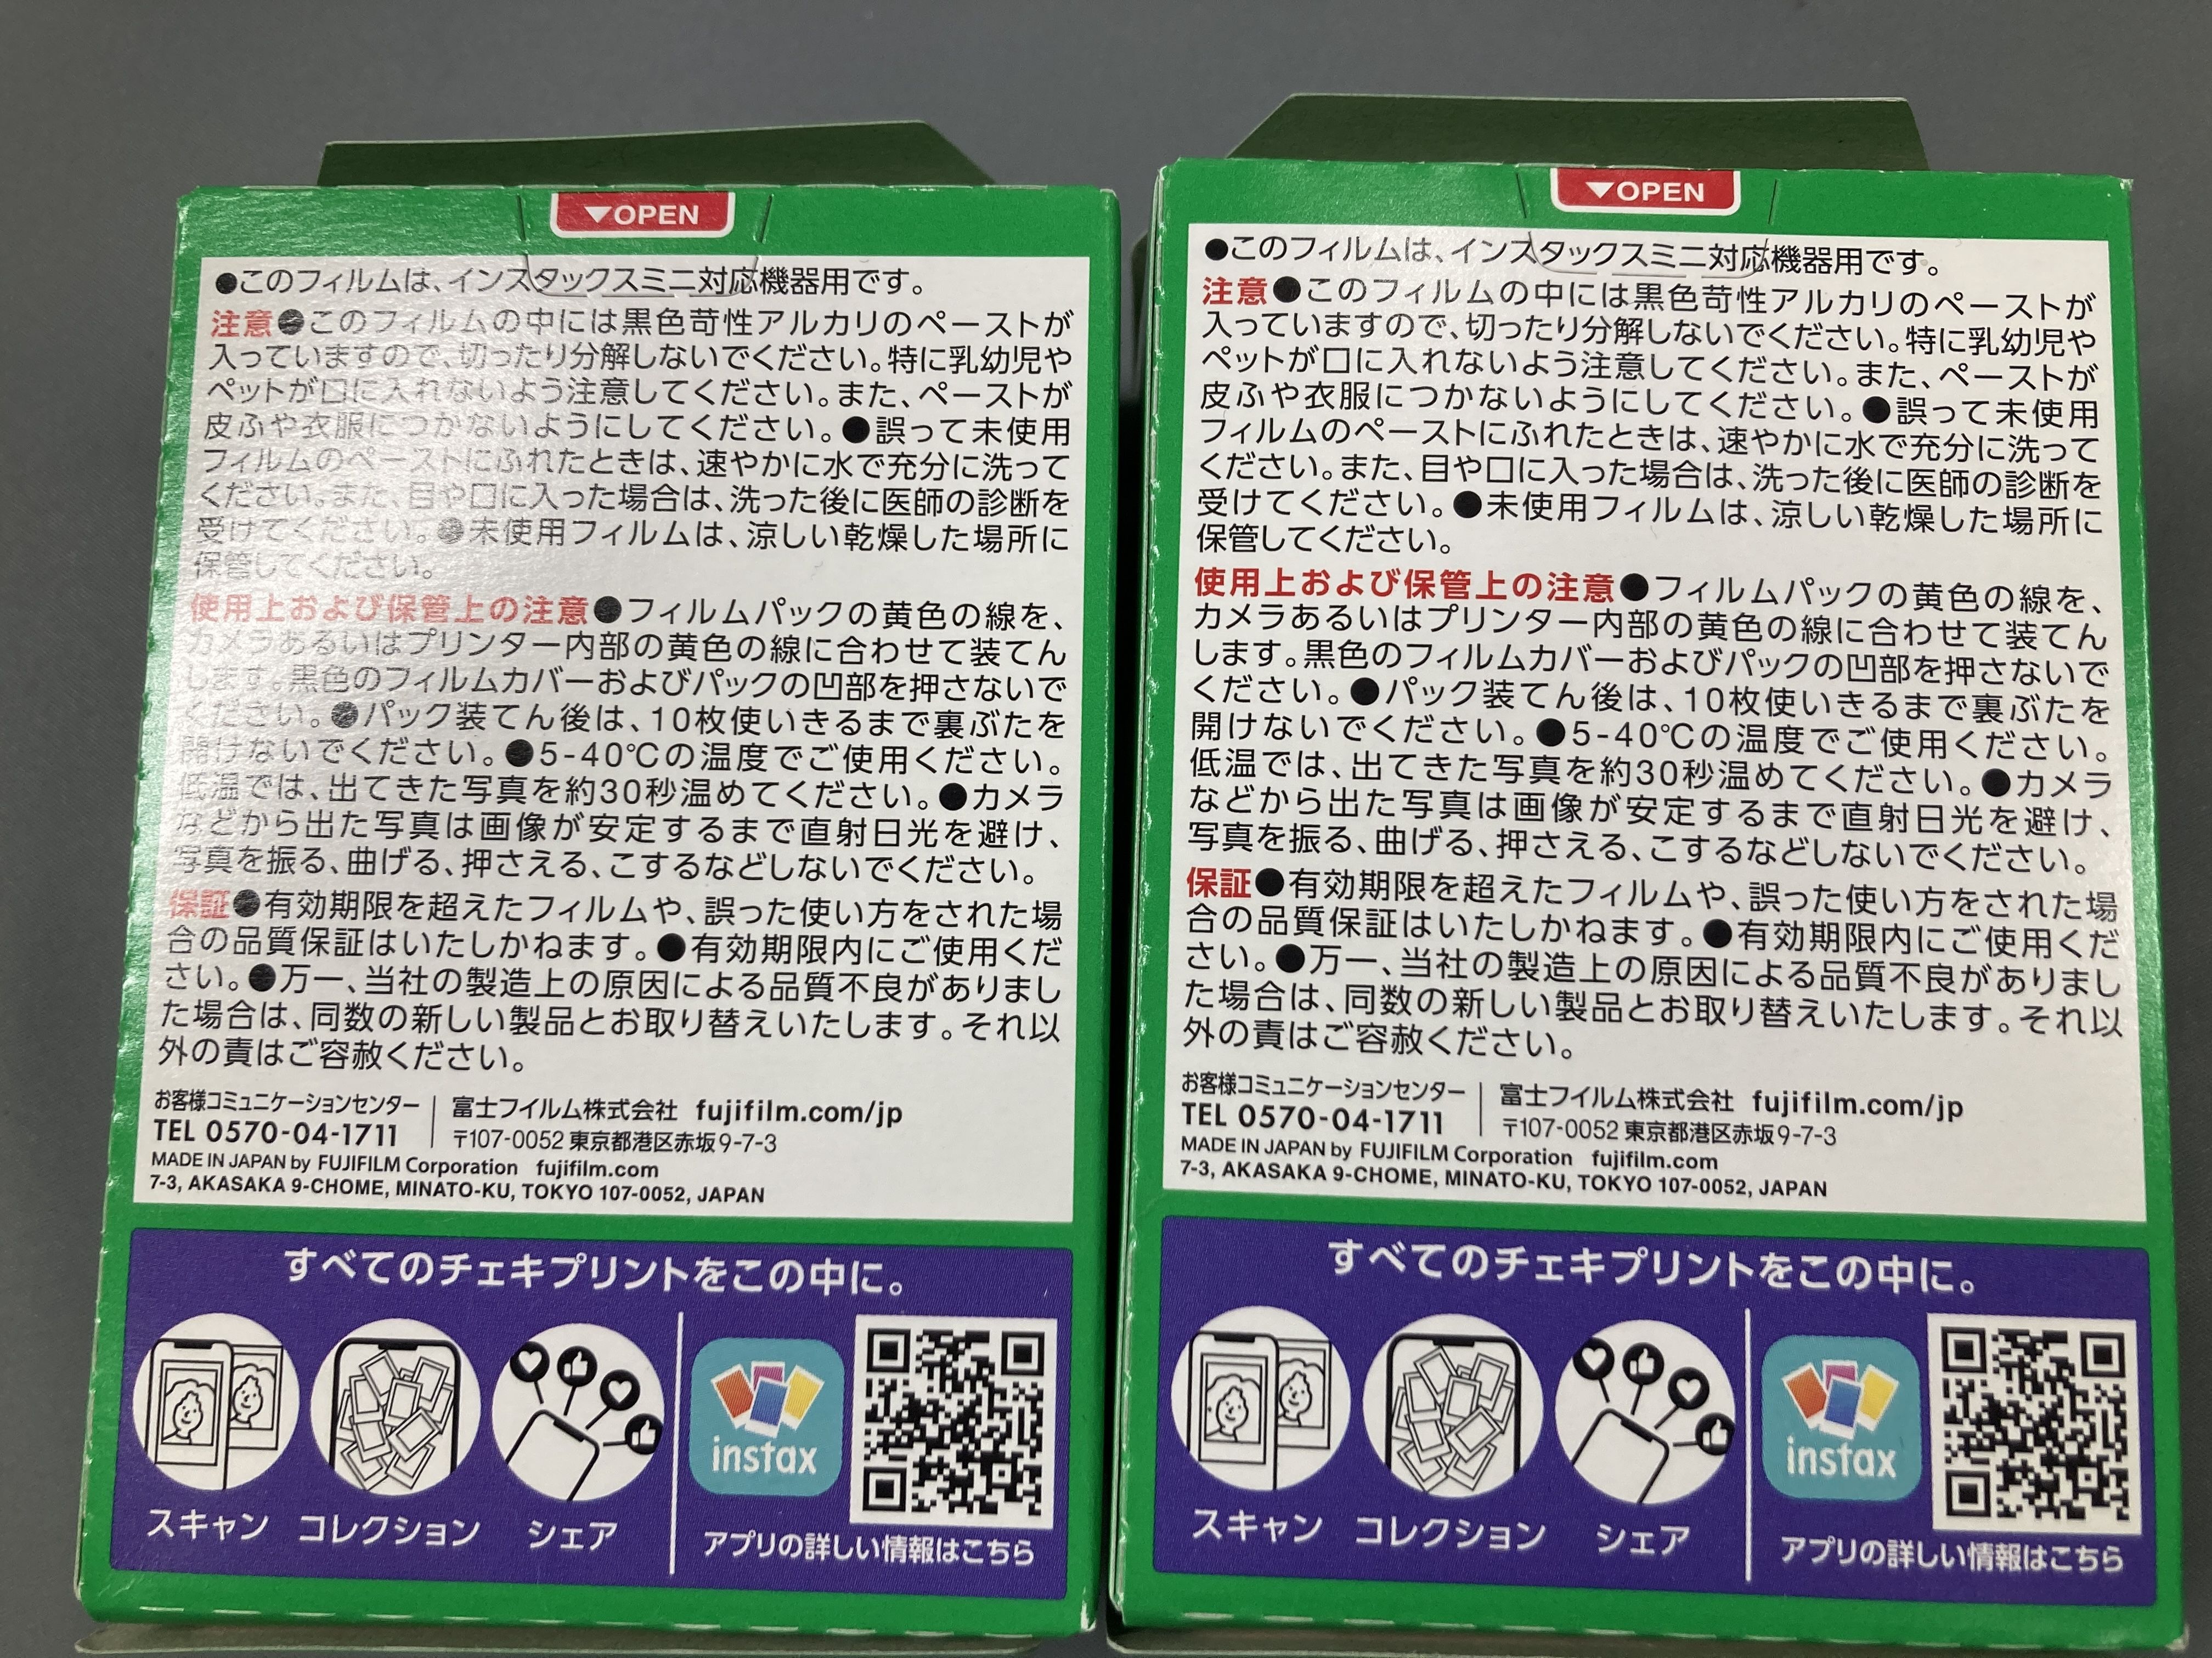 ▼OPEN
●このフィルムは、インスタックスミニ対応機器用です。
注意●このフィルムの中には黒色苛性アルカリのペーストが
入っていますので、切ったり分解しないでください。特に乳幼児や
ペットが口に入れないよう注意してください。また、ペーストが
皮ふや衣服につかないようにしてください。●誤って未使用
フィルムのペーストにふれたときは、速やかに水で充分に洗って
ください。また、目や口に入った場合は、洗った後に医師の診断を
受けてください。●未使用フィルムは、涼しい乾燥した場所に
保管してください。
使用上および保管上の注意●フィルムパックの黄色の線を、
カメラあるいはプリンター内部の黄色の線に合わせて装てん
します。黒色のフィルムカバーおよびパックの凹部を押さないで
ください。●パック装てん後は、10枚使いきるまで裏ぶたを
開けないでください。●5-40℃の温度でご使用ください。
低温では、出てきた写真を約30秒温めてください。●カメラ
などから出た写真は画像が安定するまで直射日光を避け、
写真を振る、曲げる、押さえる、こするなどしないでください。
保証●有効期限を超えたフィルムや、誤った使い方をされた場
合の品質保証はいたしかねます。●有効期限内にご使用くだ
さい。●万一、当社の製造上の原因による品質不良がありまし
た場合は、同数の新しい製品とお取り替えいたします。それ以
外の責はご容赦ください。
お客様コミュニケーションセンター
TEL 0570-04-1711
富士フイルム株式会社 fujifilm.com/jp
〒107-0052 東京都港区赤坂9-7-3
MADE IN JAPAN by FUJIFILM Corporation fujifilm.com
7-3, AKASAKA 9-CHOME, MINATO-KU, TOKYO 107-0052, JAPAN
すべてのチェキプリントをこの中に。
instax
スキャン コレクション シェア
アプリの詳しい情報はこちら
▼OPEN
●このフィルムは、インスタックスミニ対応機器用です。
注意●このフィルムの中には黒色苛性アルカリのペーストが
入っていますので、切ったり分解しないでください。特に乳幼児や
ペットが口に入れないよう注意してください。また、ペーストが
皮ふや衣服につかないようにしてください。●誤って未使用
フィルムのペーストにふれたときは、速やかに水で充分に洗って
ください。また、目や口に入った場合は、洗った後に医師の診断を
受けてください。●未使用フィルムは、涼しい乾燥した場所に
保管してください。
使用上および保管上の注意●フィルムパックの黄色の線を、
カメラあるいはプリンター内部の黄色の線に合わせて装てん
します。黒色のフィルムカバーおよびパックの凹部を押さないで
ください。●パック装てん後は、10枚使いきるまで裏ぶたを
開けないでください。●5-40℃の温度でご使用ください。
低温では、出てきた写真を約30秒温めてください。●カメラ
などから出た写真は画像が安定するまで直射日光を避け、
写真を振る、曲げる、押さえる、こするなどしないでください。
保証●有効期限を超えたフィルムや、誤った使い方をされた場
合の品質保証はいたしかねます。●有効期限内にご使用くだ
さい。●万一、当社の製造上の原因による品質不良がありまし
た場合は、同数の新しい製品とお取り替えいたします。それ以
外の責はご容赦ください。
お客様コミュニケーションセンター
TEL 0570-04-1711
富士フイルム株式会社 fujifilm.com/jp
〒107-0052 東京都港区赤坂9-7-3
MADE IN JAPAN by FUJIFILM Corporation fujifilm.com
7-3, AKASAKA 9-CHOME, MINATO-KU, TOKYO 107-0052, JAPAN
すべてのチェキプリントをこの中に。
instax
スキャン コレクション シェア
アプリの詳しい情報はこちら